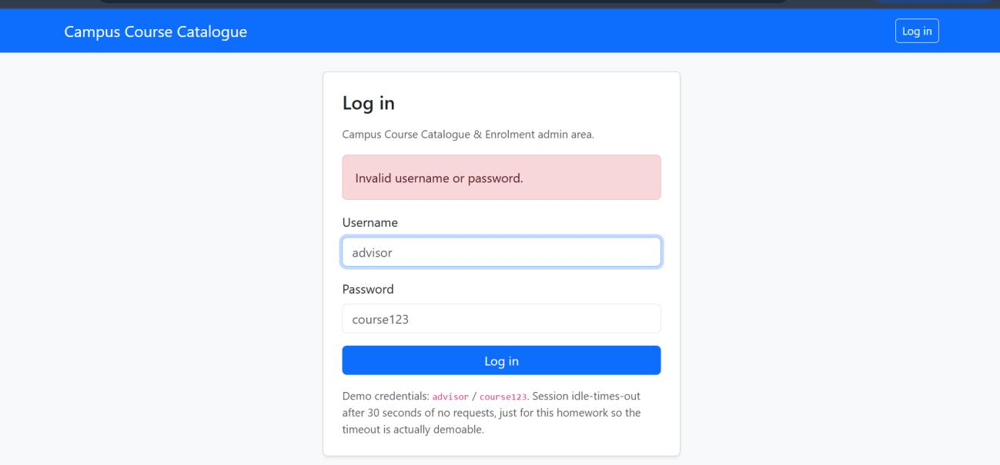 Campus Course Catalogue
Log in
Log in
Campus Course Catalogue & Enrolment admin area.
Invalid username or password.
Username
advisor
Password
course123
Log in
Demo credentials: advisor / course123. Session idle-times-out
after 30 seconds of no requests, just for this homework so the
timeout is actually demoable.